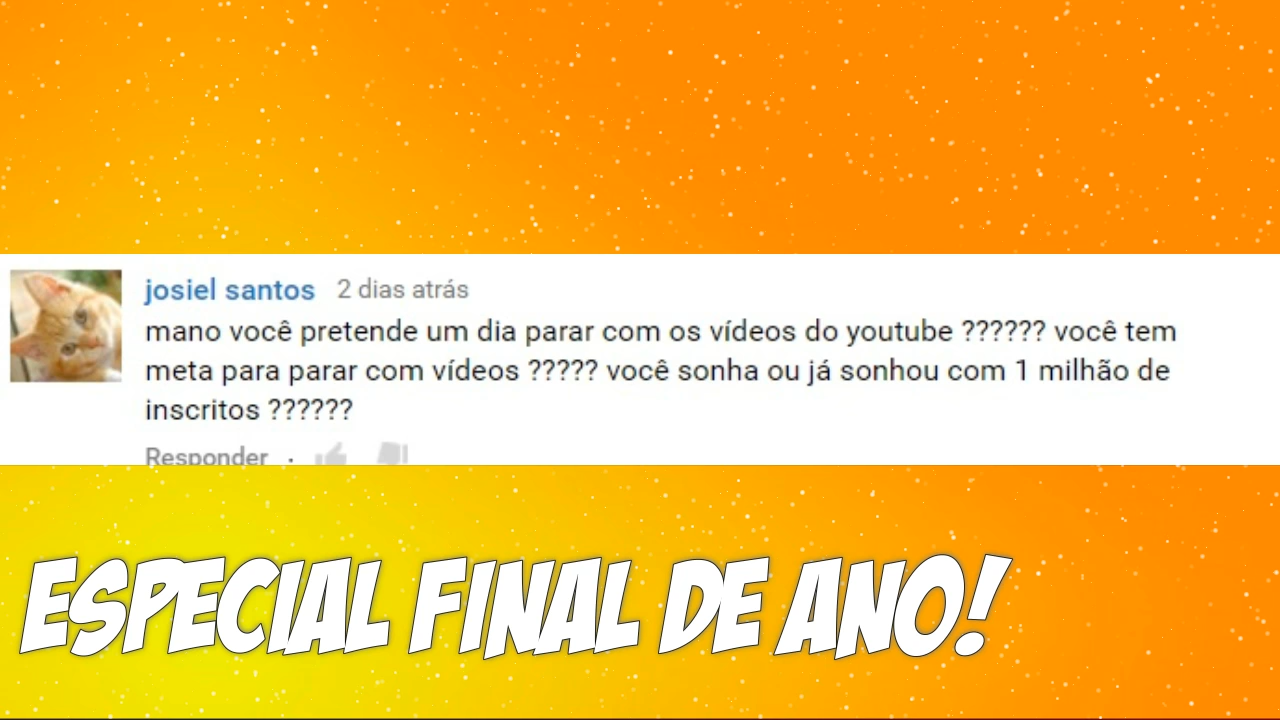 josiel santos 2 dias atrás
mano você pretende um dia parar com os vídeos do youtube ?????? você tem
meta para parar com vídeos ????? você sonha ou já sonhou com 1 milhão de
inscritos ??????
Responder ·
ESPECIAL FINAL DE ANO!